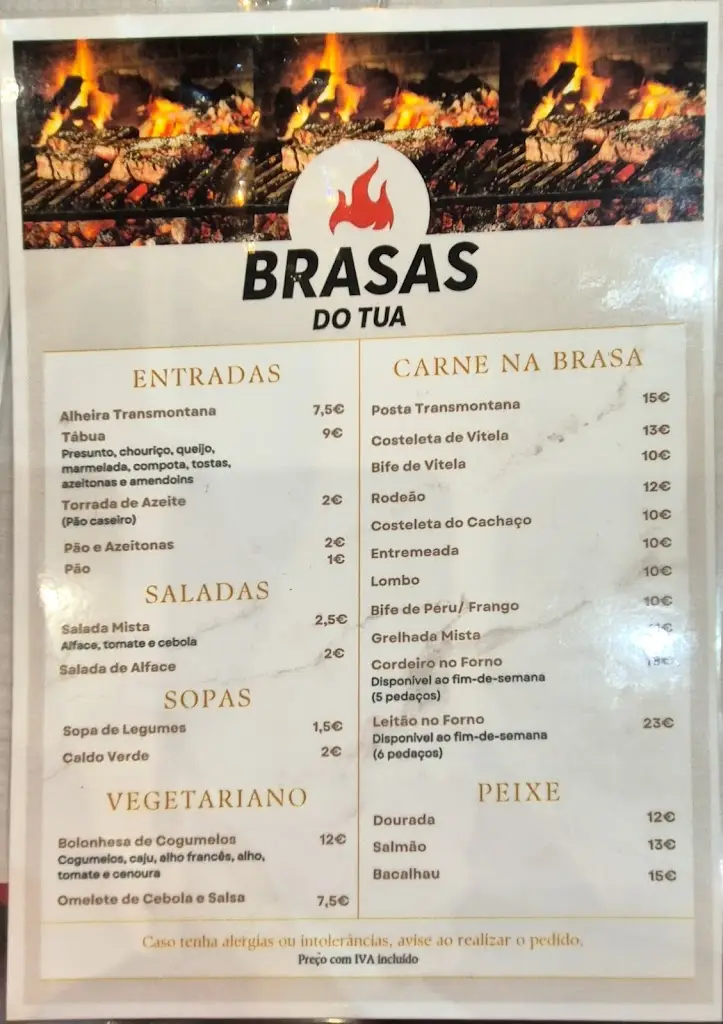 BRASAS
DO TUA
ENTRADAS
Alheira Transmontana 7,5€
Tábua 9€
Presunto, chouriço, queijo,
marmelada, compota, tostas,
azeitonas e amendoins
Torrada de Azeite 2€
(Pão caseiro)
Pão e Azeitonas 2€
Pão 1€
SALADAS
Salada Mista 2,5€
Alface, tomate e cebola
Salada de Alface 2€
SOPAS
Sopa de Legumes 1,5€
Caldo Verde 2€
VEGETARIANO
Bolonhesa de Cogumelos 12€
Cogumelos, caju, alho francês, alho,
tomate e cenoura
Omelete de Cebola e Salsa 7,5€
CARNE NA BRASA
Posta Transmontana 15€
Costeleta de Vitela 13€
Bife de Vitela 10€
Rodeão 12€
Costeleta do Cachaço 10€
Entremeada 10€
Lombo 10€
Bife de Peru/ Frango 10€
Grelhada Mista
Cordeiro no Forno
Disponível ao fim-de-semana
(5 pedaços)
Leitão no Forno 23€
Disponível ao fim-de-semana
(6 pedaços)
PEIXE
Dourada 12€
Salmão 13€
Bacalhau 15€
Caso tenha alergias ou intolerâncias, avise ao realizar o pedido.
Preço com IVA incluído